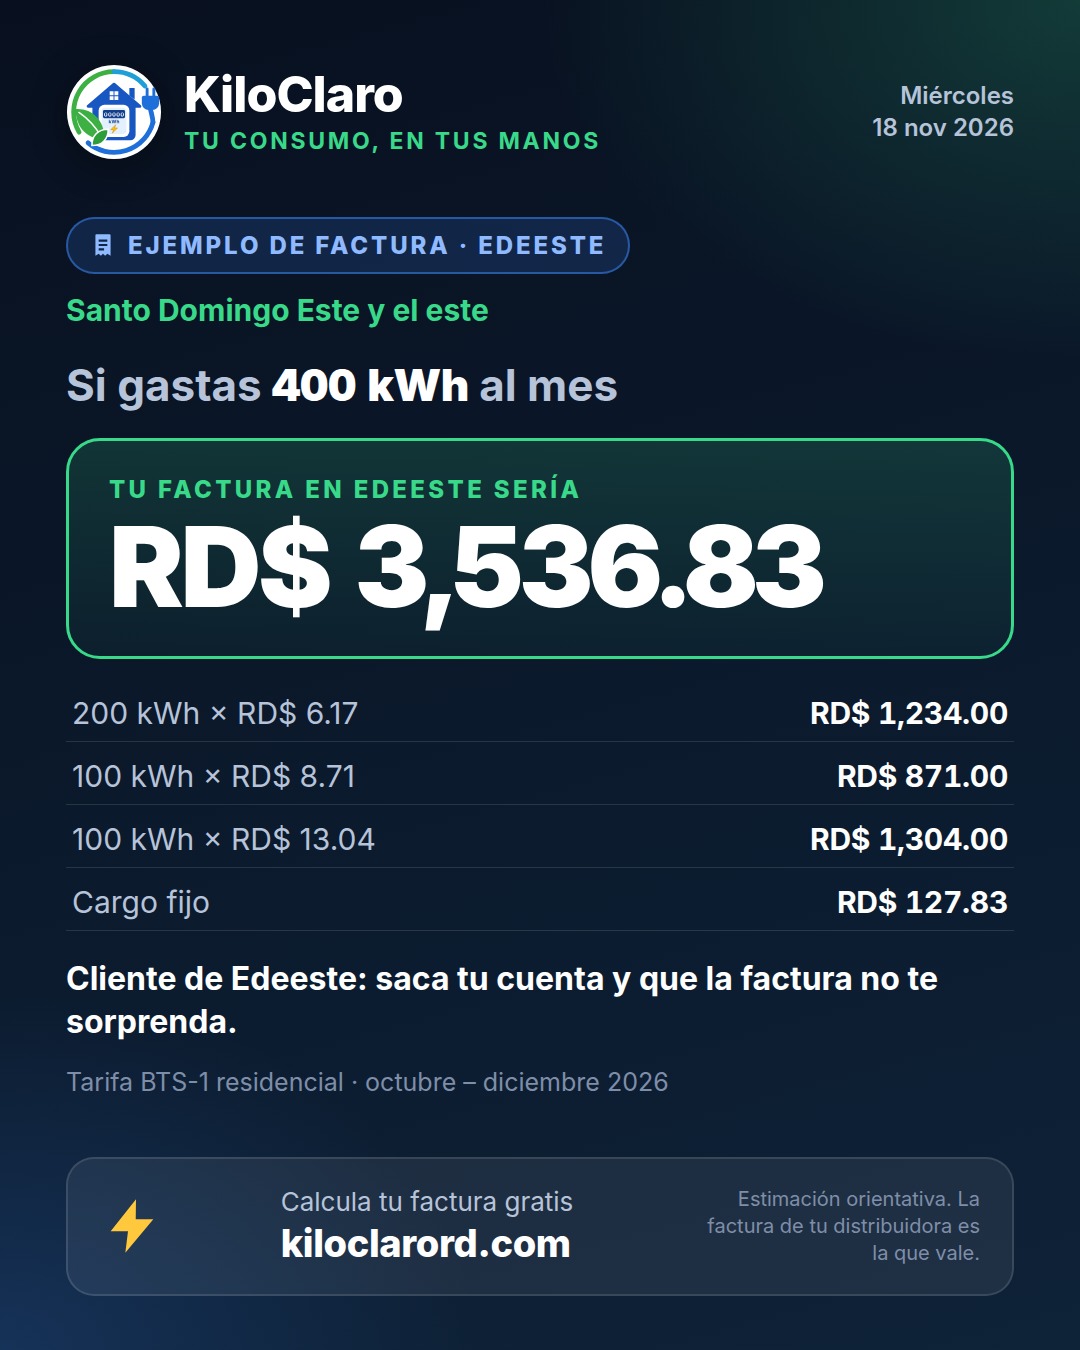 KiloClaro
TU CONSUMO, EN TUS MANOS
Miércoles
18 nov 2026
EJEMPLO DE FACTURA · EDEESTE
Santo Domingo Este y el este
Si gastas 400 kWh al mes
TU FACTURA EN EDEESTE SERÍA
RD$ 3,536.83
200 kWh × RD$ 6.17 RD$ 1,234.00
100 kWh × RD$ 8.71 RD$ 871.00
100 kWh × RD$ 13.04 RD$ 1,304.00
Cargo fijo RD$ 127.83
Cliente de Edeeste: saca tu cuenta y que la factura no te
sorprenda.
Tarifa BTS-1 residencial · octubre – diciembre 2026
Calcula tu factura gratis
kiloclarord.com
Estimación orientativa. La
factura de tu distribuidora es
la que vale.